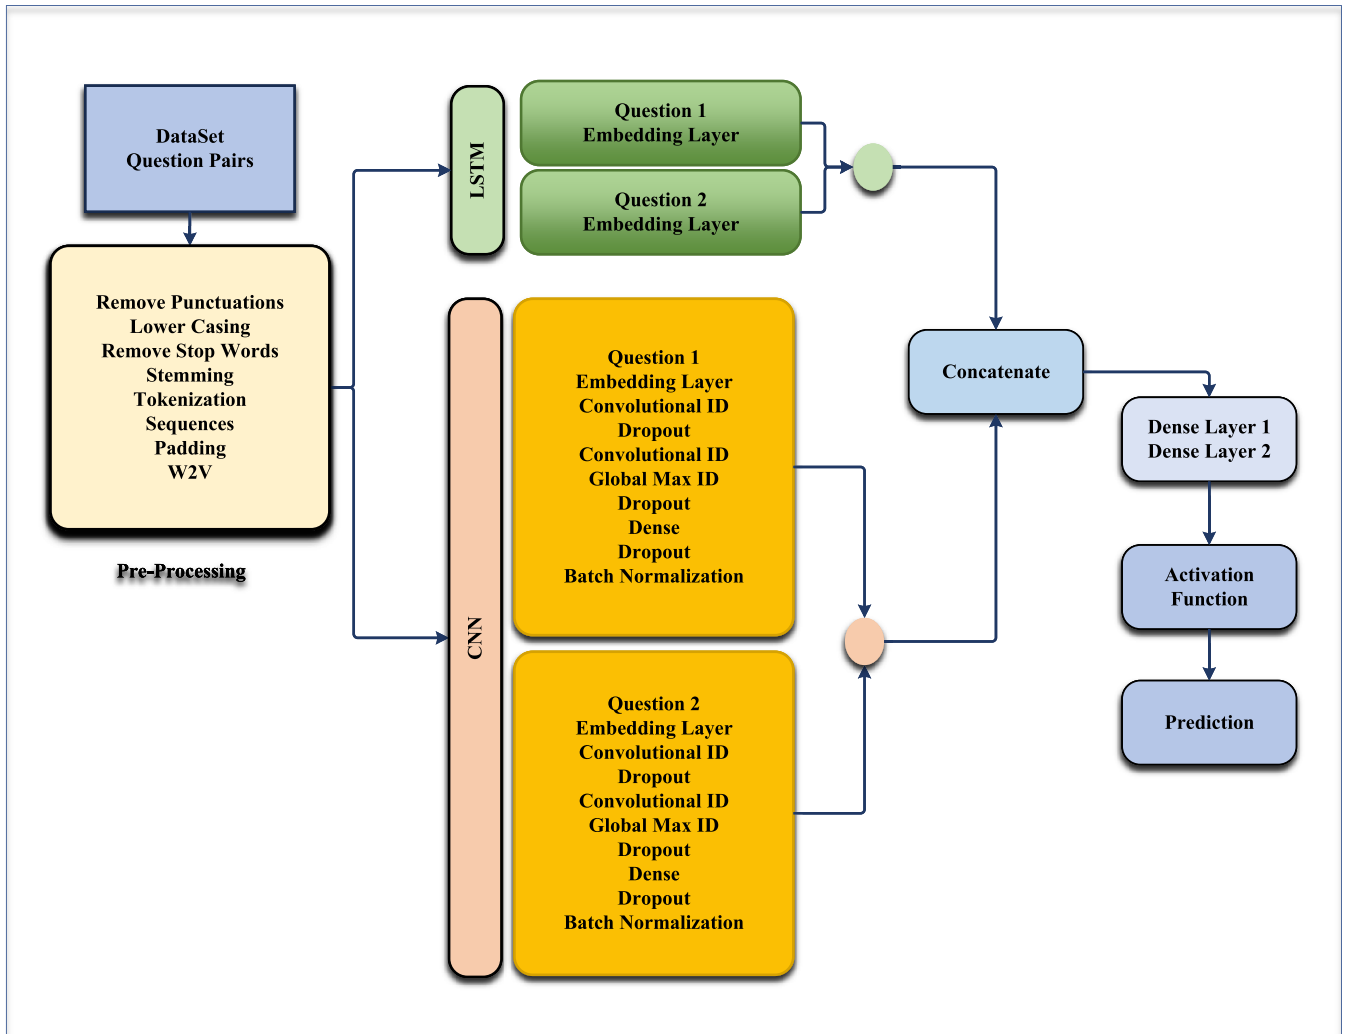 DataSet
Question Pairs
Remove Punctuations
Lower Casing
Remove Stop Words
Stemming
Tokenization
Sequences
Padding
W2V
Pre-Processing
LSTM
Question 1
Embedding Layer
Question 2
Embedding Layer
CNN
Question 1
Embedding Layer
Convolutional ID
Dropout
Convolutional ID
Global Max ID
Dropout
Dense
Dropout
Batch Normalization
Question 2
Embedding Layer
Convolutional ID
Dropout
Convolutional ID
Global Max ID
Dropout
Dense
Dropout
Batch Normalization
Concatenate
Dense Layer 1
Dense Layer 2
Activation
Function
Prediction